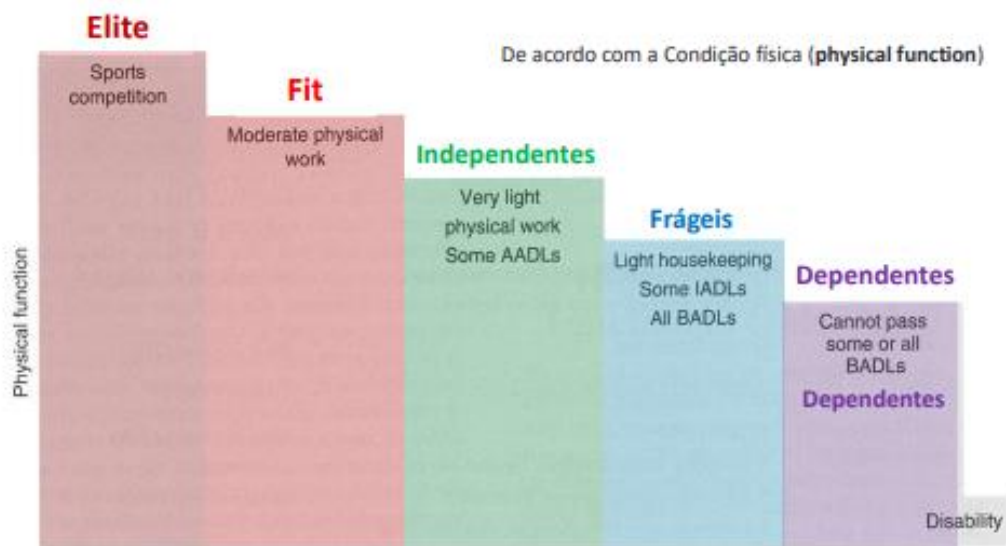 De acordo com a Condição física (physical function)
Elite
Sports
competition
Fit
Moderate physical
work
Independentes
Very light
physical work
Some AADLs
Frágeis
Light housekeeping
Some IADLs
All BADLs
Dependentes
Cannot pass
some or all
BADLs
Dependentes
Disability
Physical function